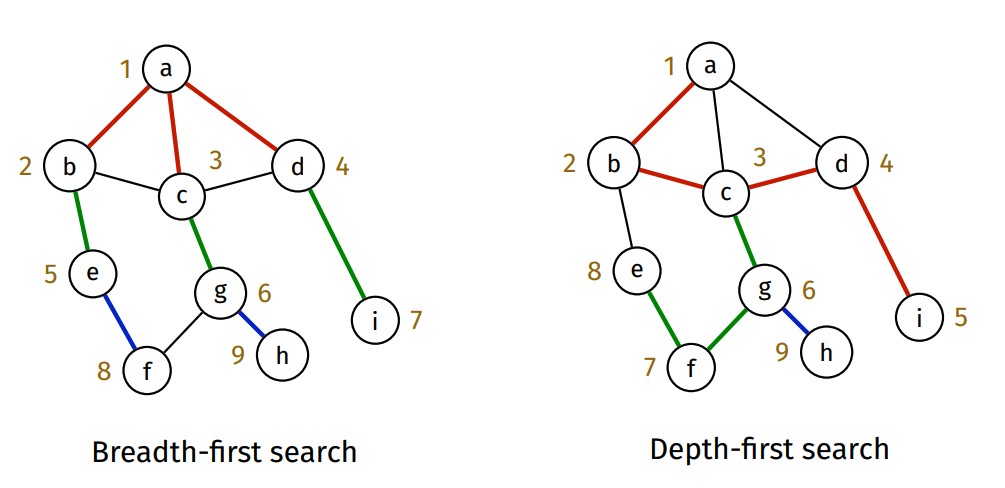 1 a
2 b
c 3
d 4
5 e
g 6
i 7
8 f
9 h
Breadth-first search
1 a
2 b
c 3
d 4
8 e
g 6
i 5
7 f
9 h
Depth-first search